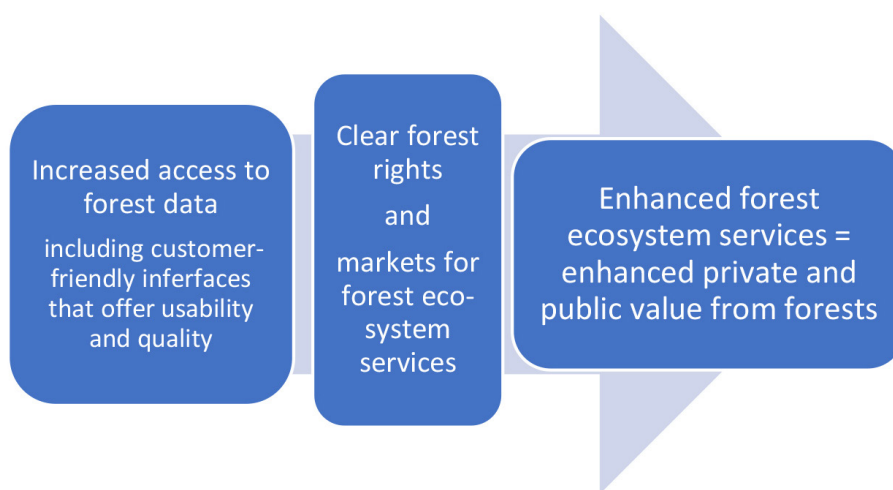 Increased access to
forest data
including customer-
friendly inferfaces
that offer usability
and quality
Clear forest
rights
and
markets for
forest eco-
system
services
Enhanced forest
ecosystem services =
enhanced private and
public value from forests